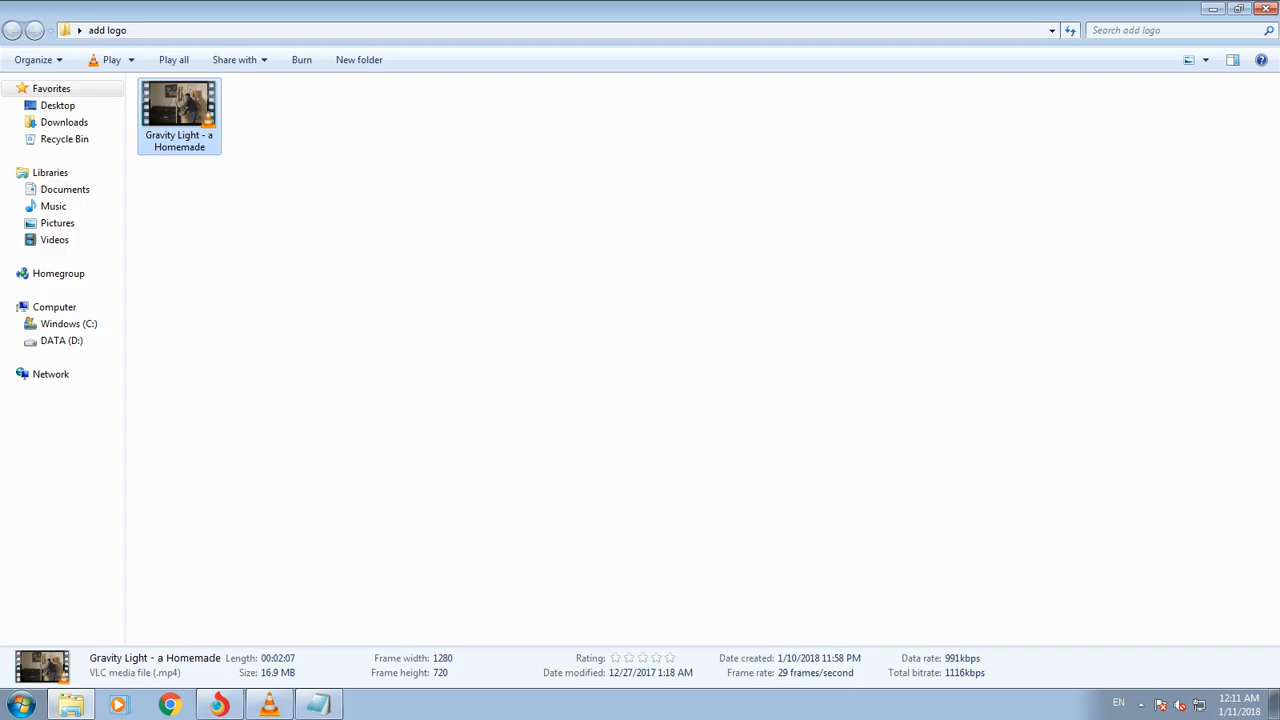 add logo
Search add logo
Organize Play Play all Share with Burn New folder
Favorites
Desktop
Downloads
Recycle Bin
Libraries
Documents
Music
Pictures
Videos
Homegroup
Computer
Windows (C:)
DATA (D:)
Network
Gravity Light - a
Homemade
Gravity Light - a Homemade Length: 00:02:07 Frame width: 1280 Rating: Date created: 1/10/2018 11:58 PM Data rate: 991kbps
VLC media file (.mp4) Size: 16.9 MB Frame height: 720 Date modified: 12/27/2017 1:18 AM Frame rate: 29 frames/second Total bitrate: 1116kbps
EN 12:11 AM
1/11/2018